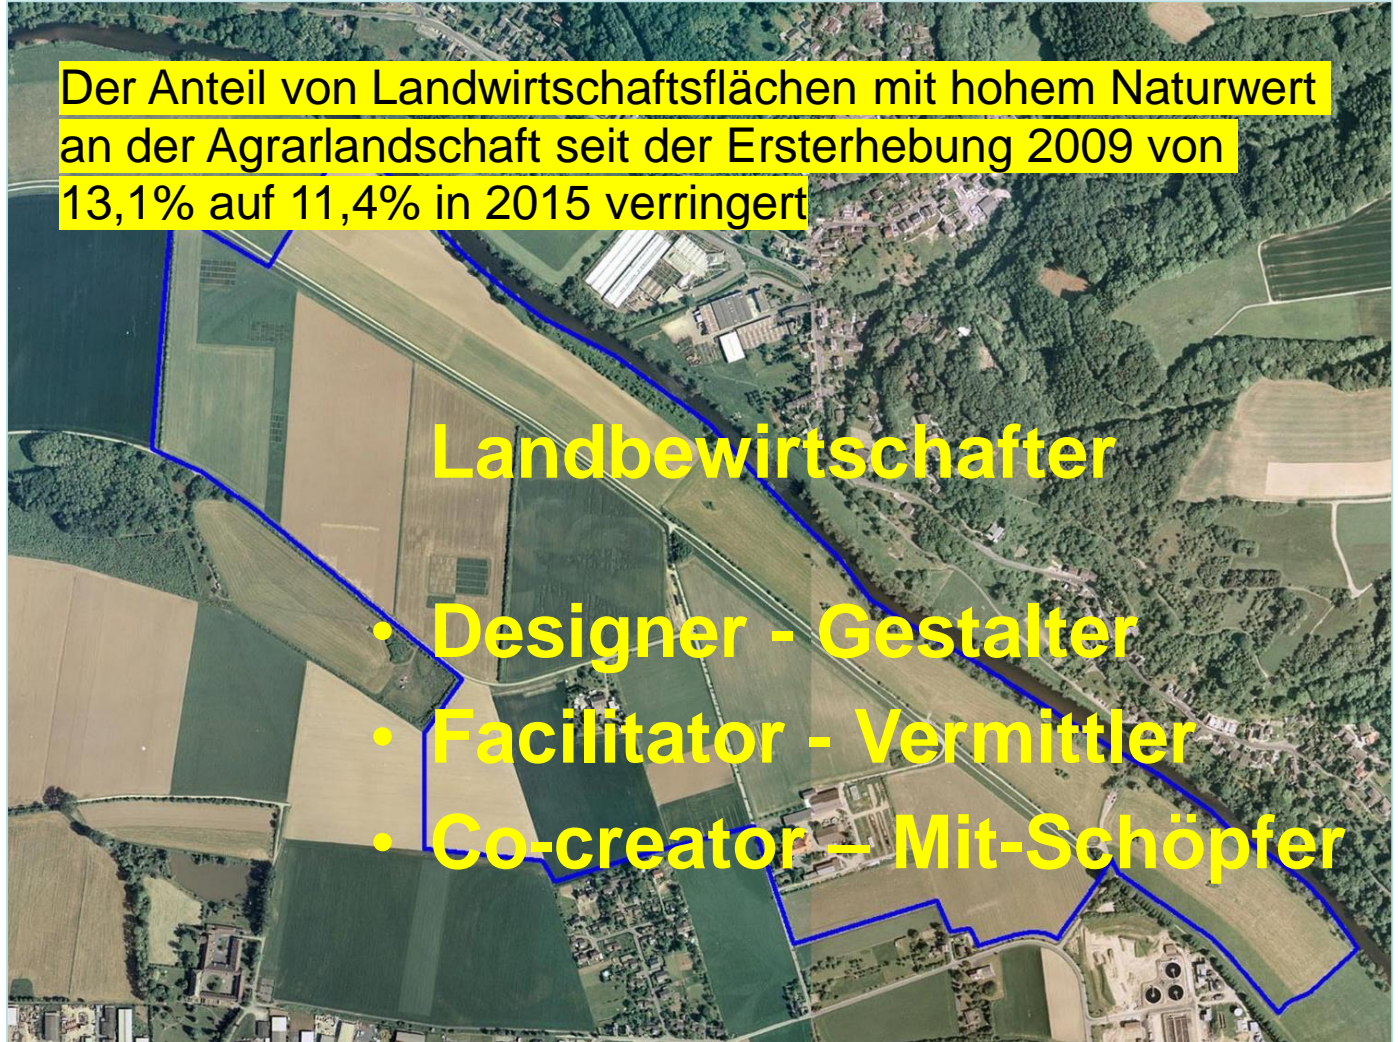 Der Anteil von Landwirtschaftsflächen mit hohem Naturwert
an der Agrarlandschaft seit der Ersterhebung 2009 von
13,1% auf 11,4% in 2015 verringert
Landbewirtschafter
• Designer - Gestalter
• Facilitator - Vermittler
• Co-creator – Mit-Schöpfer